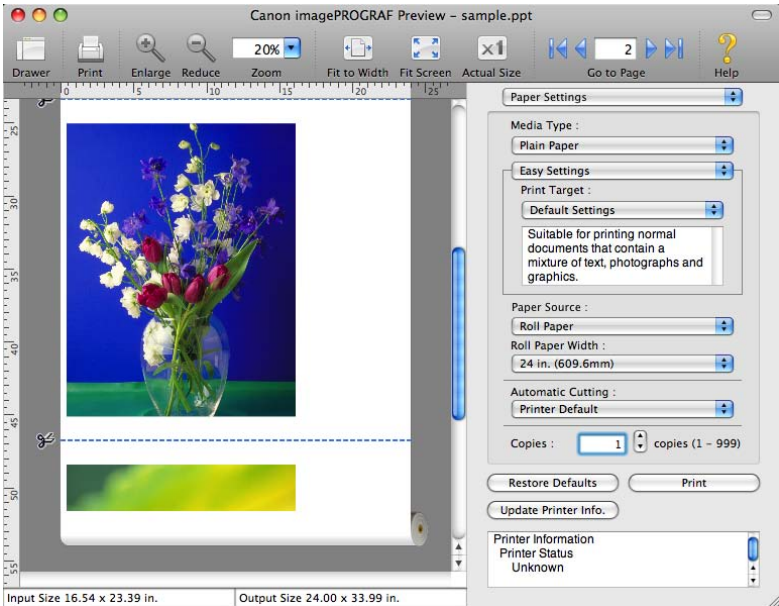 Canon imagePROGRAF Preview – sample.ppt
20%
2
Drawer Print Enlarge Reduce Zoom Fit to Width Fit Screen Actual Size Go to Page Help
0 5 10 15 20 25
25
30
35
40
45
50
55
Paper Settings
Media Type :
Plain Paper
Easy Settings
Print Target :
Default Settings
Suitable for printing normal
documents that contain a
mixture of text, photographs and
graphics.
Paper Source :
Roll Paper
Roll Paper Width :
24 in. (609.6mm)
Automatic Cutting :
Printer Default
Copies : 1 copies (1 – 999)
Restore Defaults Print
Update Printer Info.
Printer Information
Printer Status
Unknown
Input Size 16.54 x 23.39 in. Output Size 24.00 x 33.99 in.